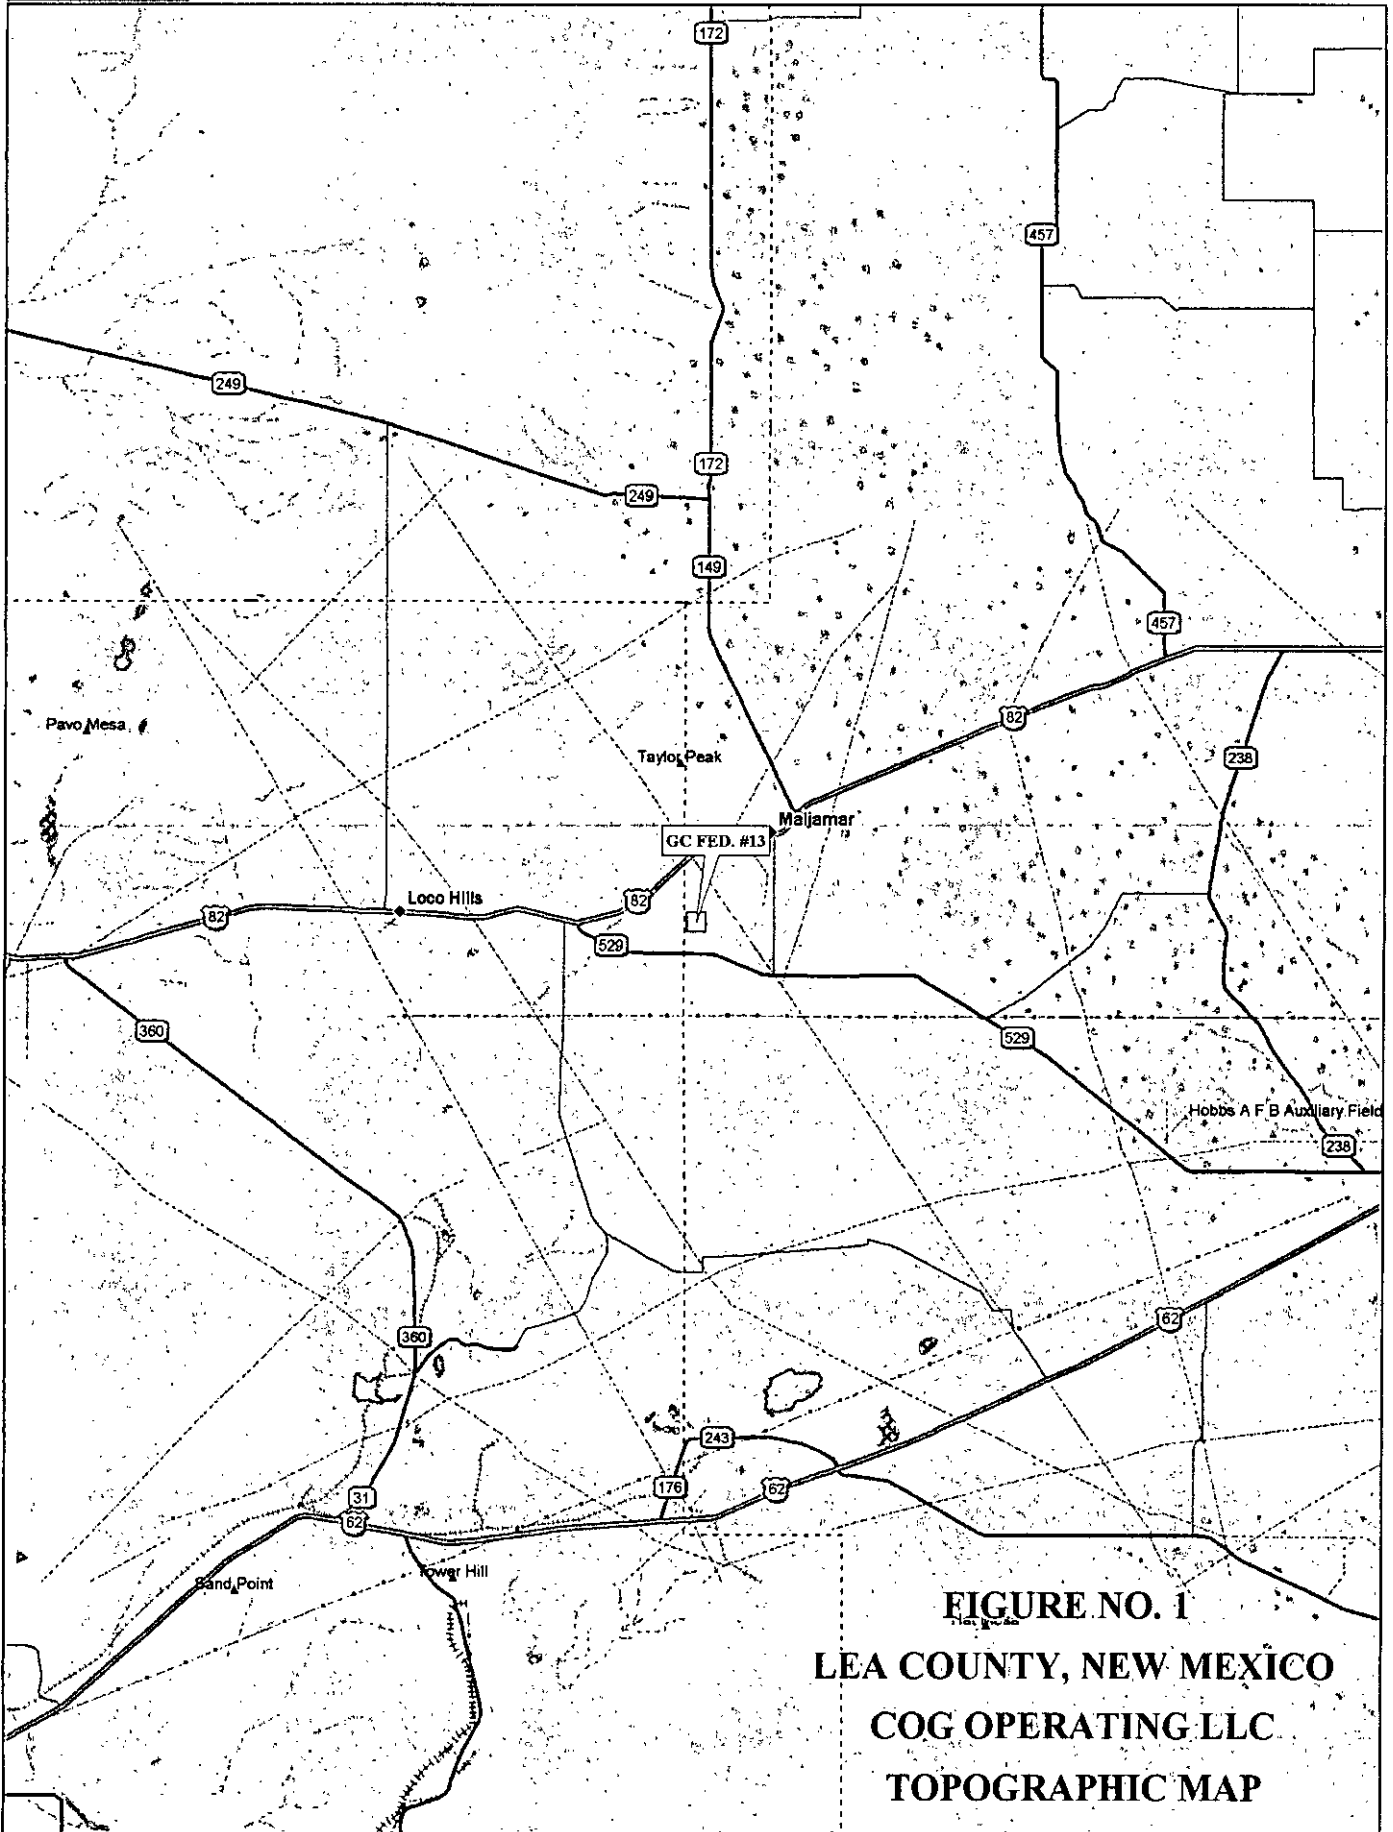 172
457
249
172
249
149
457
Pavo Mesa
82
Taylor Peak
238
Maljamar
GC FED. #13
Loco Hills
82
82
529
360
529
Hobbs A F B Auxiliary Field
238
360
62
243
176
62
31
62
Sand Point
Tower Hill
FIGURE NO. 1
LEA COUNTY, NEW MEXICO
COG OPERATING LLC
TOPOGRAPHIC MAP